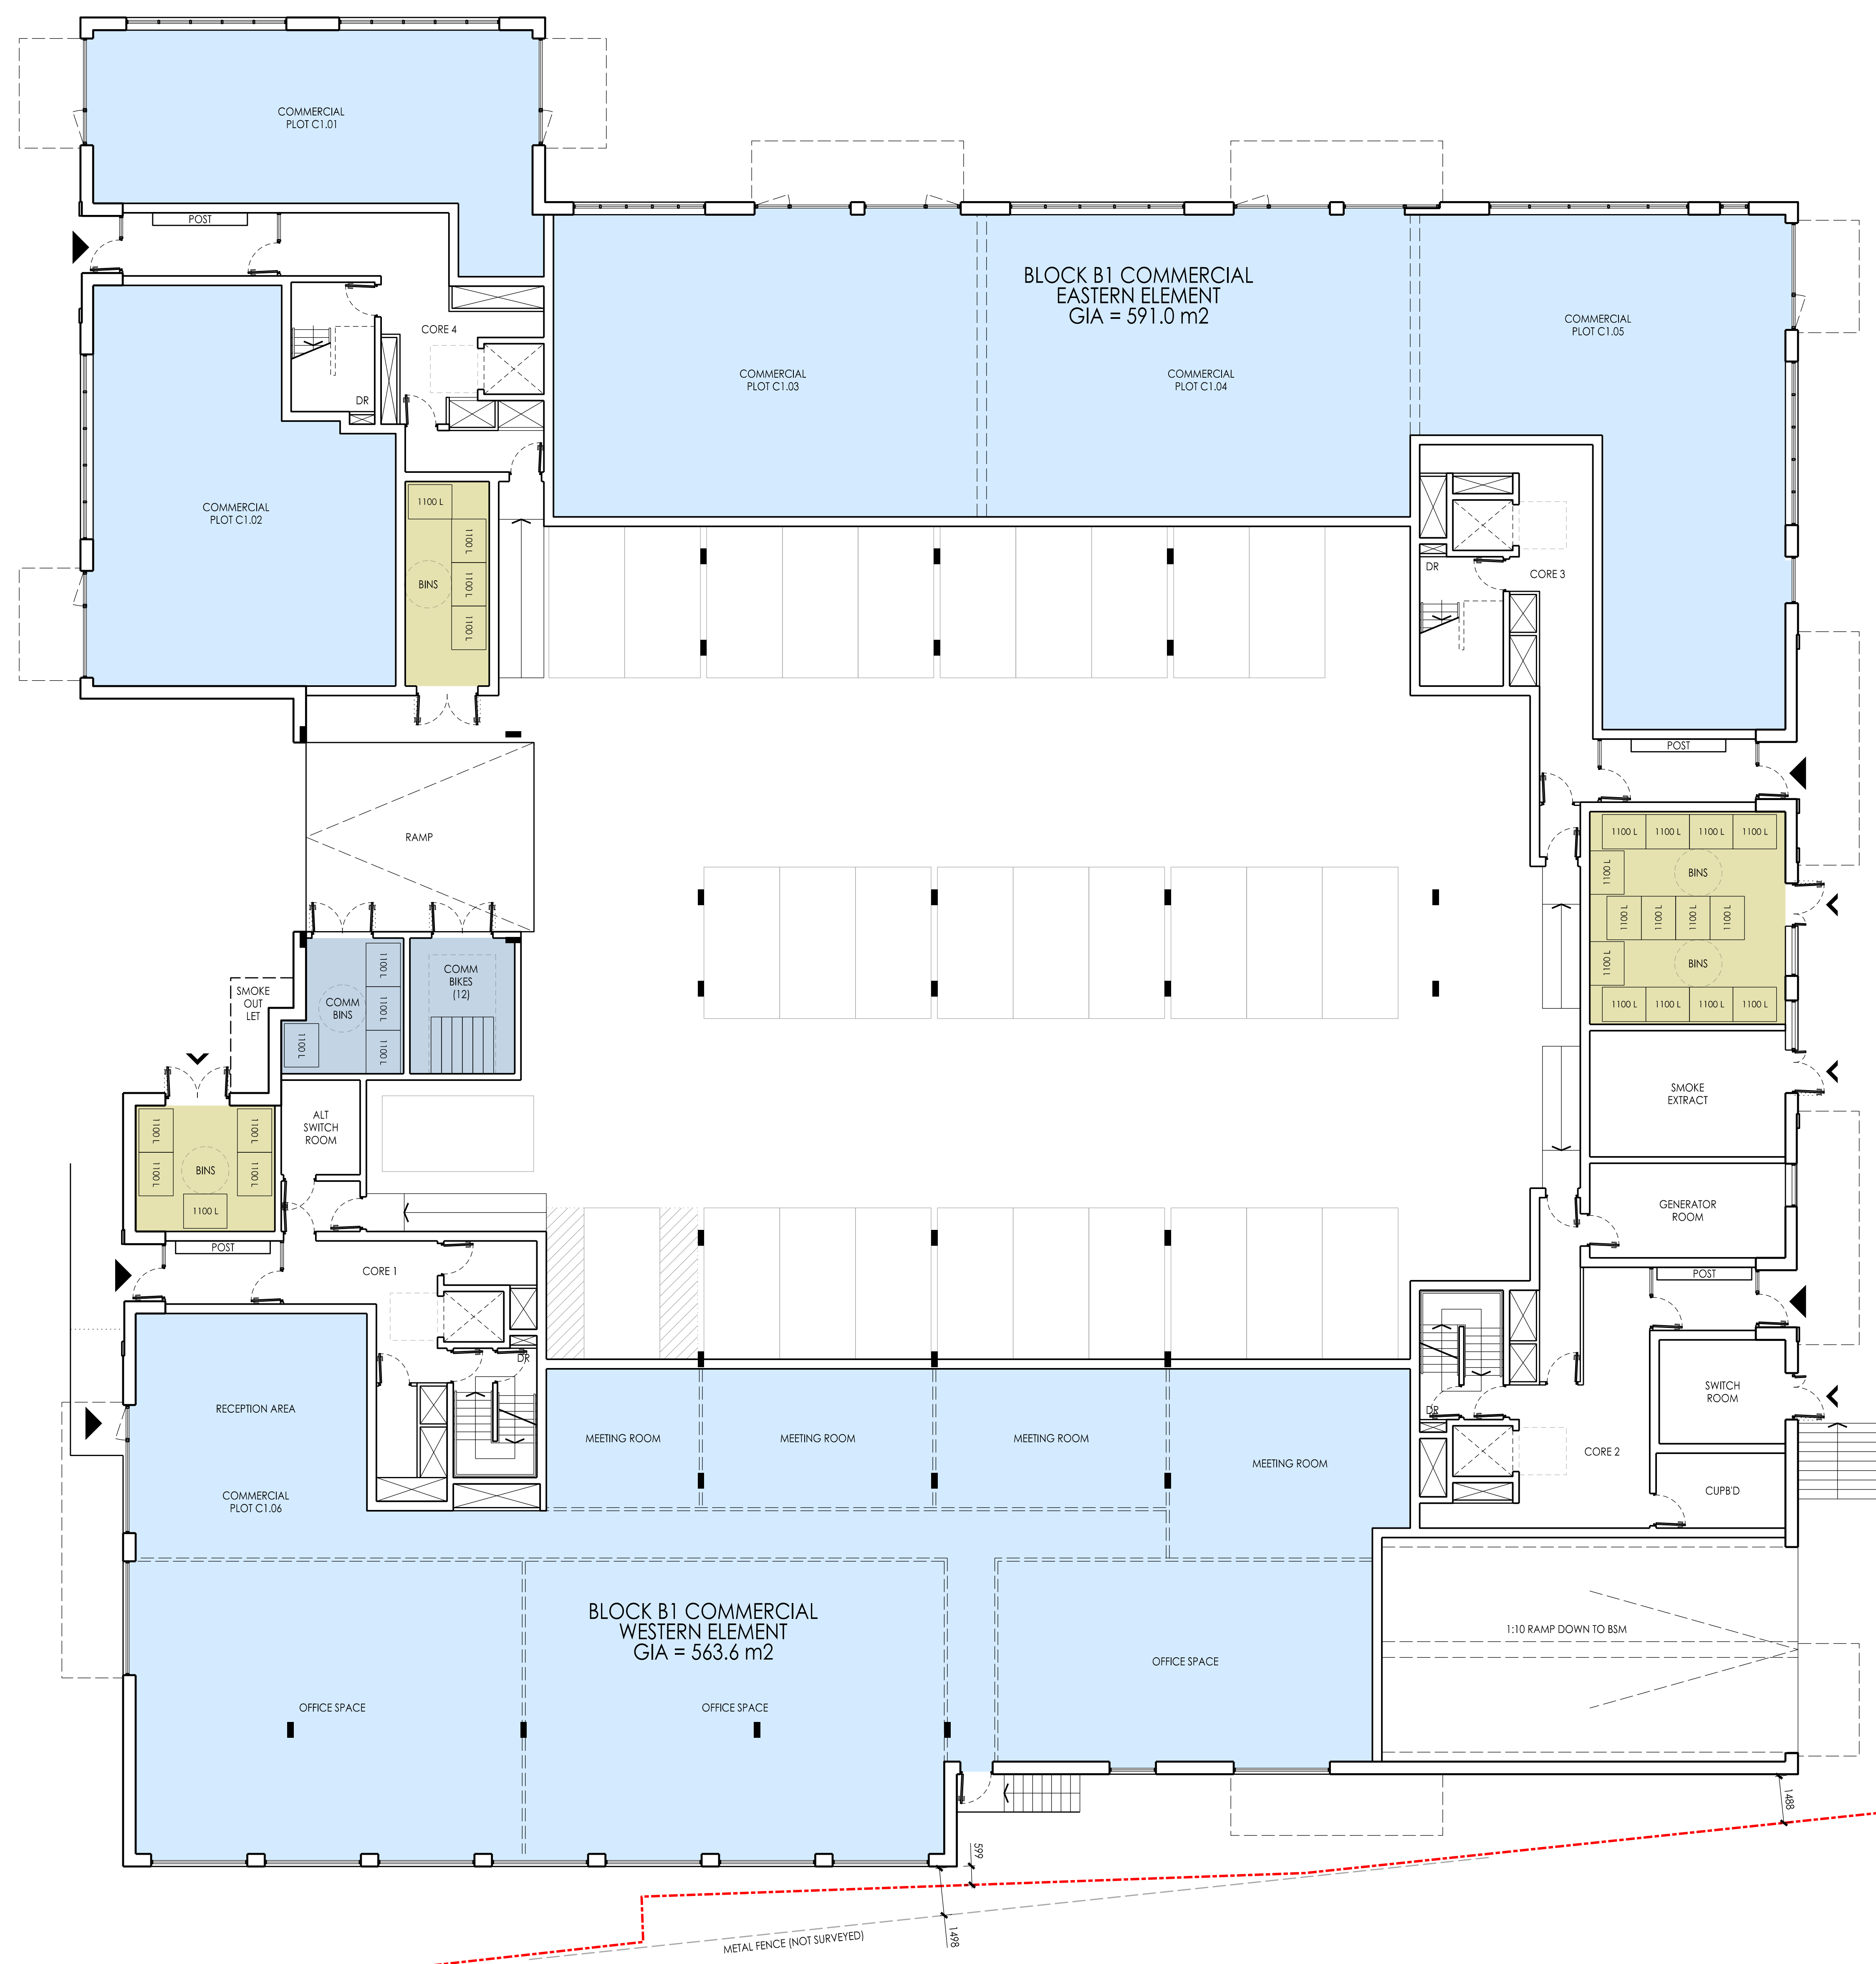 COMMERCIAL
PLOT C1.01
POST
BLOCK B1 COMMERCIAL
EASTERN ELEMENT
GIA = 591.0 m2
CORE 4
COMMERCIAL
PLOT C1.05
COMMERCIAL
PLOT C1.03
COMMERCIAL
PLOT C1.04
DR
COMMERCIAL
PLOT C1.02
1100 L
1100 L
1100 L
1100 L
BINS
DR
CORE 3
POST
RAMP
1100 L
1100 L
1100 L
1100 L
BINS
1100 L
1100 L
1100 L
1100 L
1100 L
1100 L
BINS
1100 L
1100 L
1100 L
1100 L
SMOKE
OUT
LET
COMM
BINS
1100 L
1100 L
1100 L
1100 L
COMM
BIKES
(12)
SMOKE
EXTRACT
ALT
SWITCH
ROOM
1100 L
1100 L
1100 L
1100 L
BINS
1100 L
GENERATOR
ROOM
POST
CORE 1
POST
DR
SWITCH
ROOM
RECEPTION AREA
DR
MEETING ROOM
MEETING ROOM
MEETING ROOM
MEETING ROOM
CORE 2
CUPB'D
COMMERCIAL
PLOT C1.06
BLOCK B1 COMMERCIAL
WESTERN ELEMENT
GIA = 563.6 m2
1:10 RAMP DOWN TO BSM
OFFICE SPACE
OFFICE SPACE
OFFICE SPACE
1488
599
1498
METAL FENCE (NOT SURVEYED)